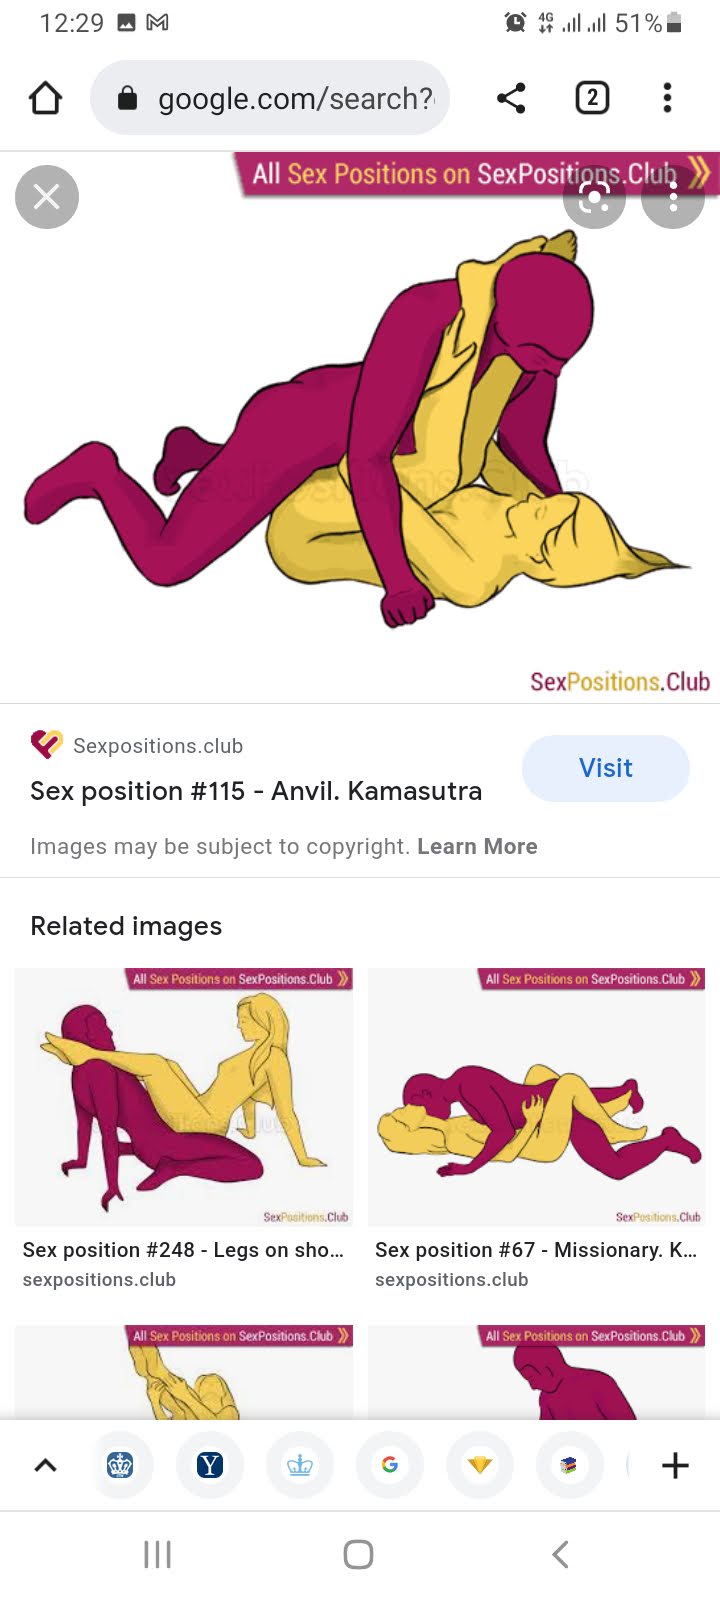 12:29
4G 51%
google.com/search?
2
All Sex Positions on SexPositions.Club
SexPositions.Club
SexPositions.Club
Sexpositions.club
Visit
Sex position #115 - Anvil. Kamasutra
Images may be subject to copyright. Learn More
Related images
All Sex Positions on SexPositions.Club
All Sex Positions on SexPositions.Club
SexPositions.Club
SexPositions.Club
Sex position #248 - Legs on sho...
Sex position #67 - Missionary. K...
sexpositions.club
sexpositions.club
All Sex Positions on SexPositions.Club
All Sex Positions on SexPositions.Club
Y
G